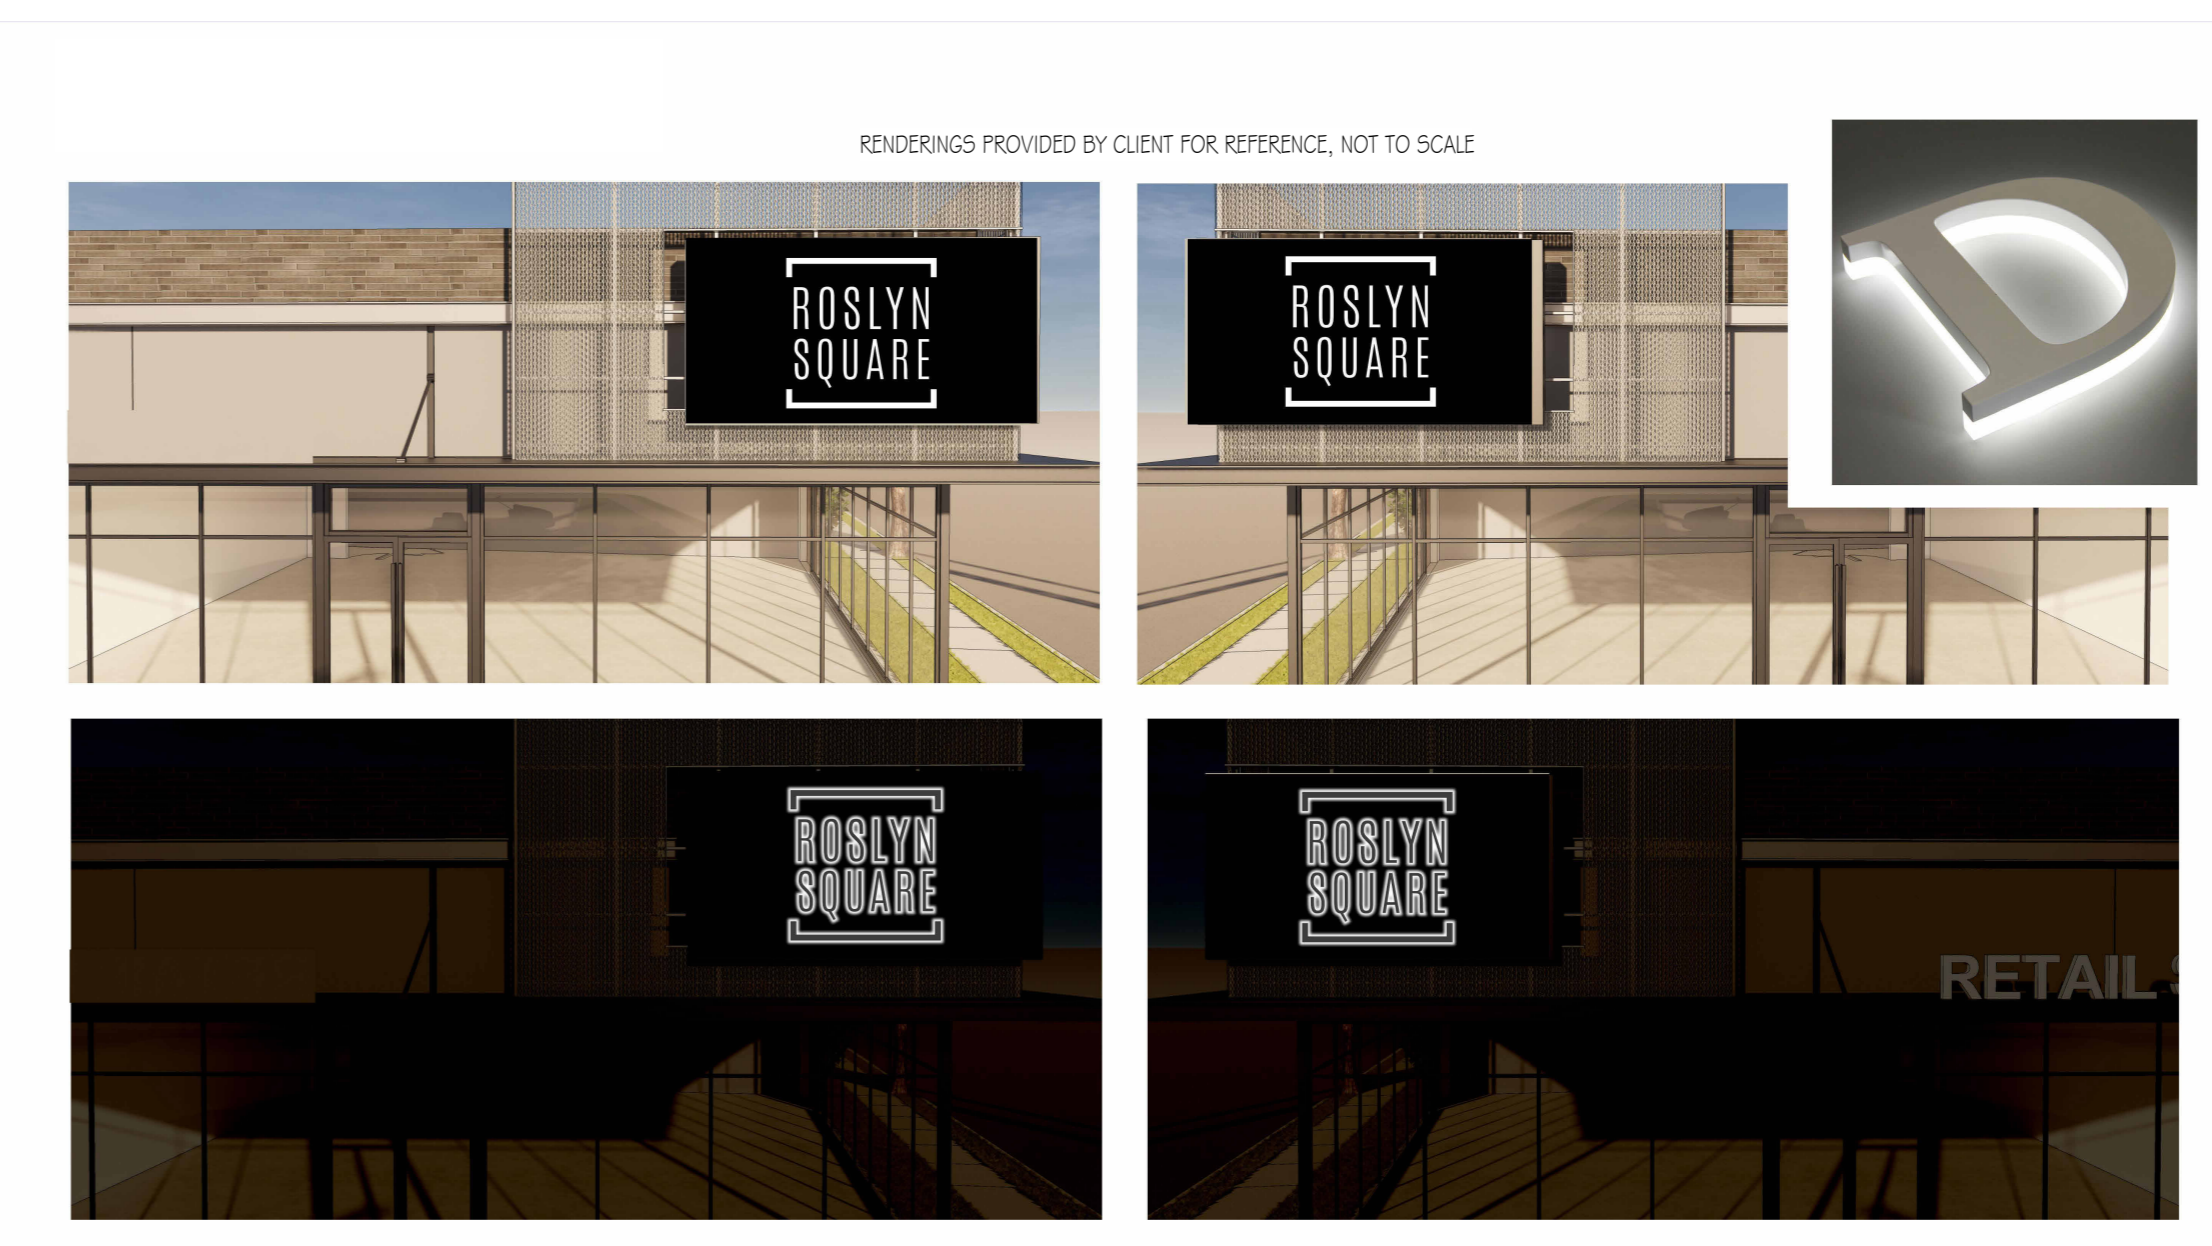 RENDERINGS PROVIDED BY CLIENT FOR REFERENCE, NOT TO SCALE
ROSLYN
SQUARE
ROSLYN
SQUARE
D
ROSLYN
SQUARE
ROSLYN
SQUARE
RETAIL